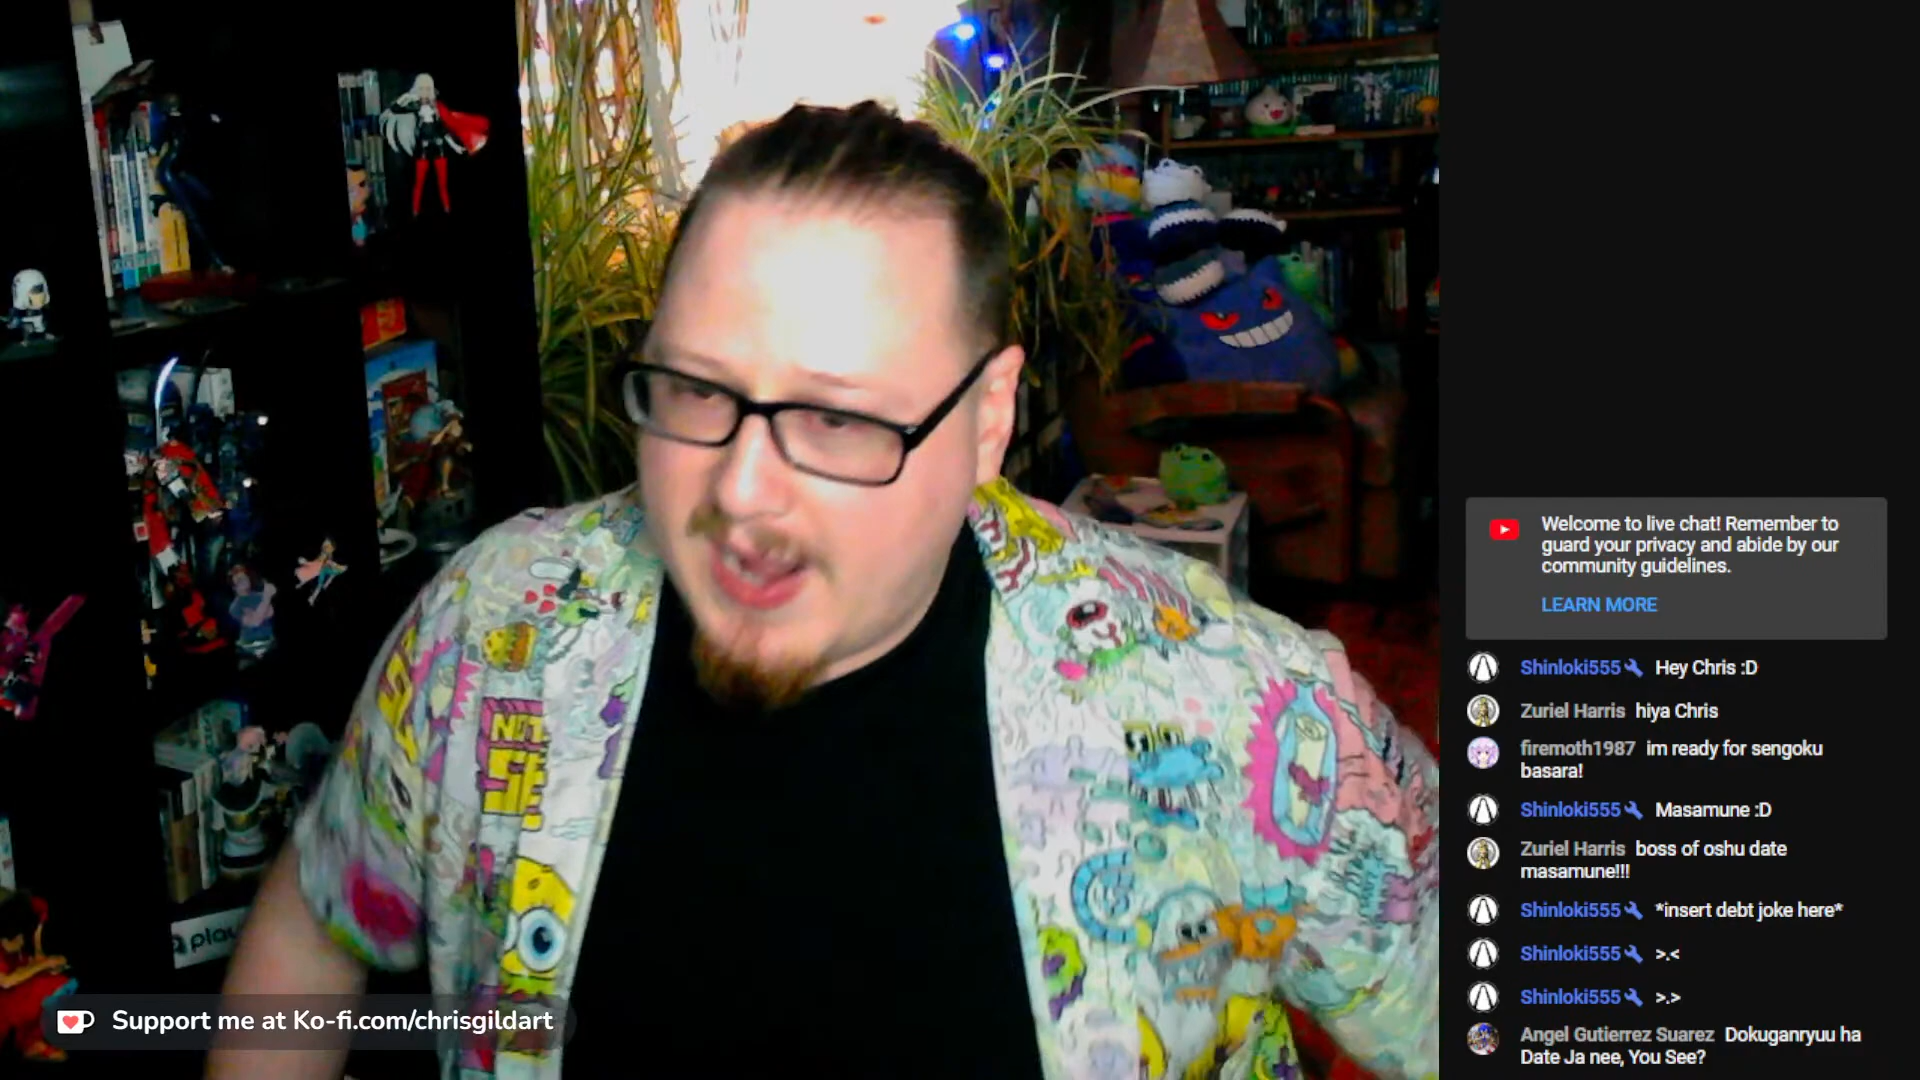 NOT
play
Support me at Ko-fi.com/chrisgildart
Welcome to live chat! Remember to
guard your privacy and abide by our
community guidelines.
LEARN MORE
Shinloki555 Hey Chris :D
Zuriel Harris hiya Chris
firemoth1987 im ready for sengoku
basara!
Shinloki555 Masamune :D
Zuriel Harris boss of oshu date
masamune!!!
Shinloki555 *insert debt joke here*
Shinloki555 >.<
Shinloki555 >.>
Angel Gutierrez Suarez Dokuganryuu ha
Date Ja nee, You See?